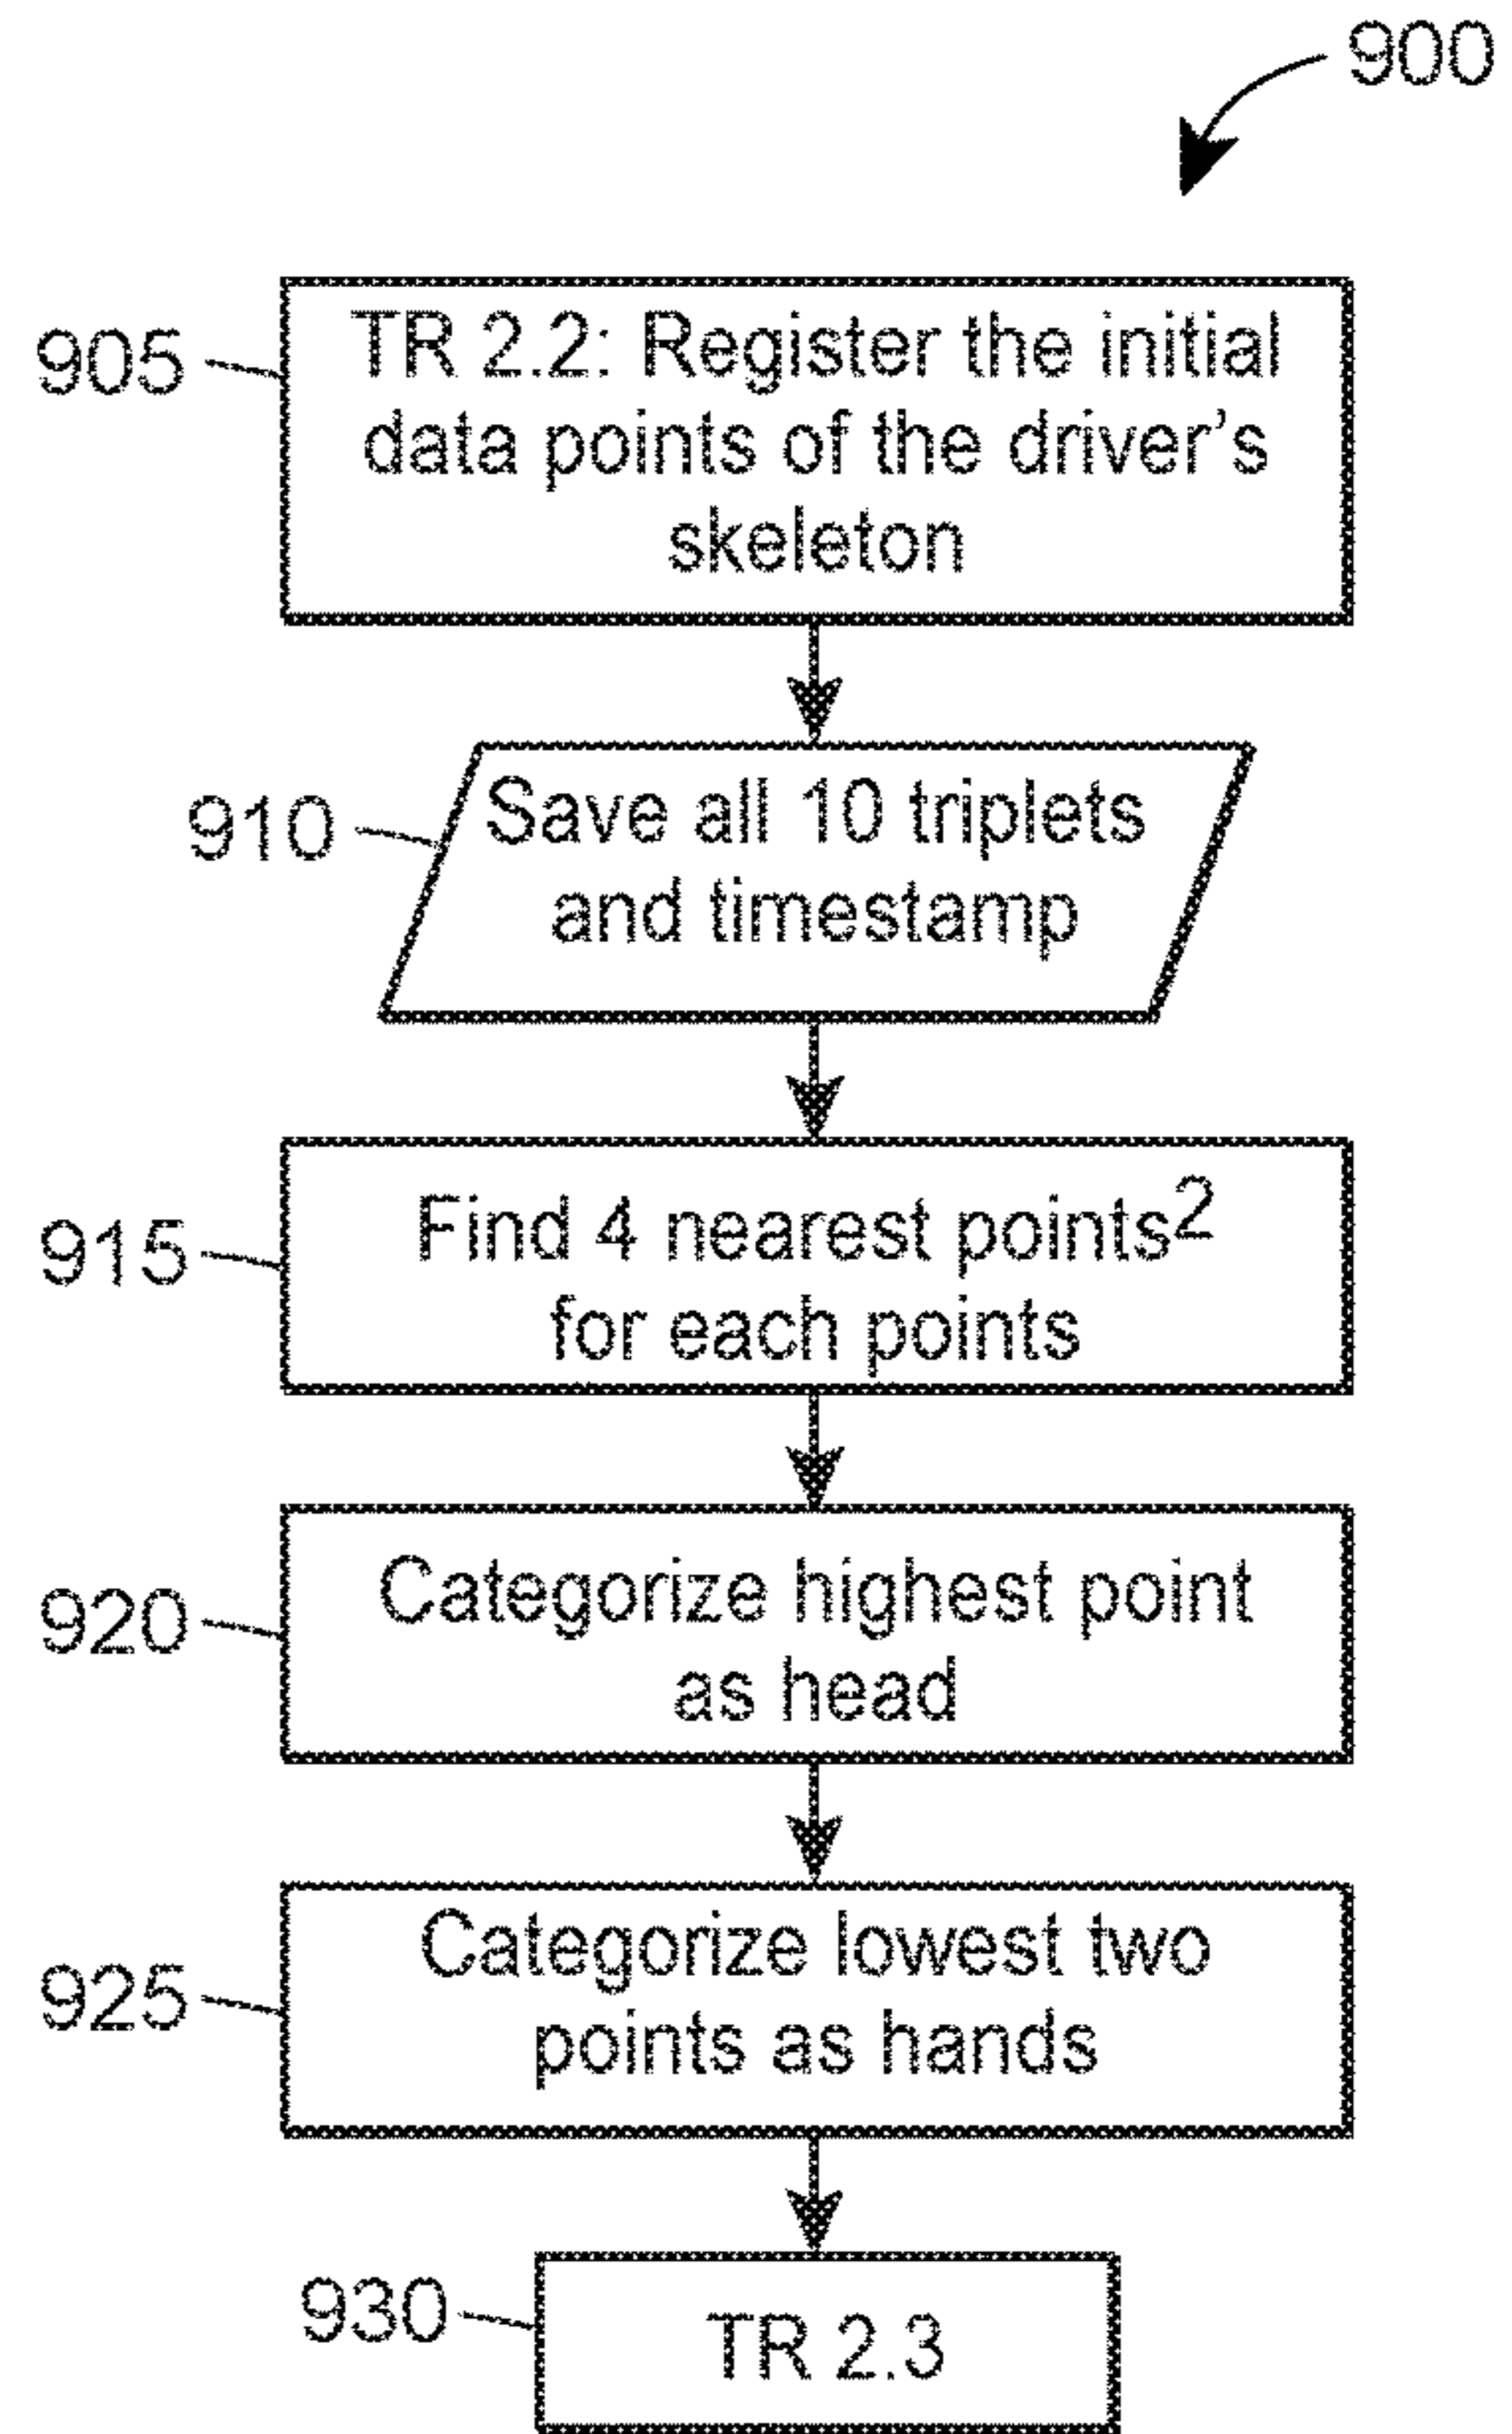 900
905
TR 2.2: Register the initial
data points of the driver's
skeleton
910
Save all 10 triplets
and timestamp
915
Find 4 nearest points2
for each points
920
Categorize highest point
as head
925
Categorize lowest two
points as hands
930
TR 2.3